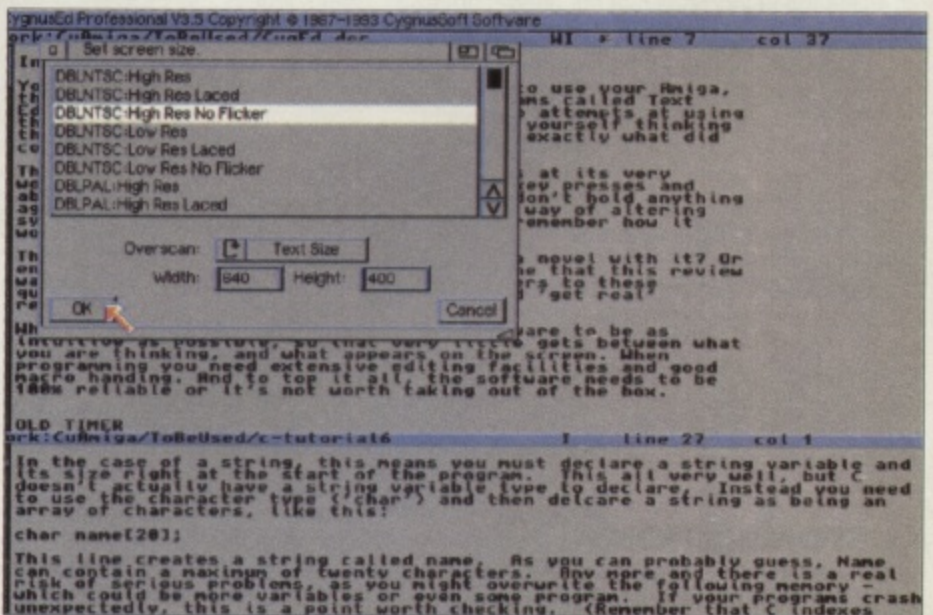 ygnusEd Professional V3.5 Copyright © 1987-1993 CygnusSoft Software
ork:CuAmiga/ToBeUsed/CygEd.doc WI * line 7 col 37
Set screen size.
In
DBLNTSC:High Res
DBLNTSC:High Res Laced
DBLNTSC:High Res No Flicker
DBLNTSC:Low Res
DBLNTSC:Low Res Laced
DBLNTSC:Low Res No Flicker
DBLPAL:High Res
DBLPAL:High Res Laced
Overscan: Text Size
Width: 640 Height: 400
OK Cancel
o use your Amiga,
ms called Text
attempts at using
yourself thinking
exactly what did
at its very
ey presses and
don't hold anything
way of altering
remember how it
novel with it? Or
e that this review
ers to these
'get real'
ware to be as
intuitive as possible, so that very little gets between what
you are thinking, and what appears on the screen. When
programming you need extensive editing facilities and good
macro handing. And to top it all, the software needs to be
100% reliable or it's not worth taking out of the box.
OLD TIMER
ork:CuAmiga/ToBeUsed/c-tutorial6 I line 27 col 1
In the case of a string, this means you must declare a string variable and
its size right at the start of the program. This all very well, but C
doesn't actually have a string variable type to declare. Instead you need
to use the character type ('char') and then delcare a string as being an
array of characters, like this:
char name[20];
This line creates a string called name. As you can probably guess, Name
can contain a maximum of twenty characters. Any more and there is a real
risk of serious problems, as you might overwrite the following memory -
which could be more variables or even some program. If your programs crash
unexpectedly, this is a point worth checking. (Remember that C indexes